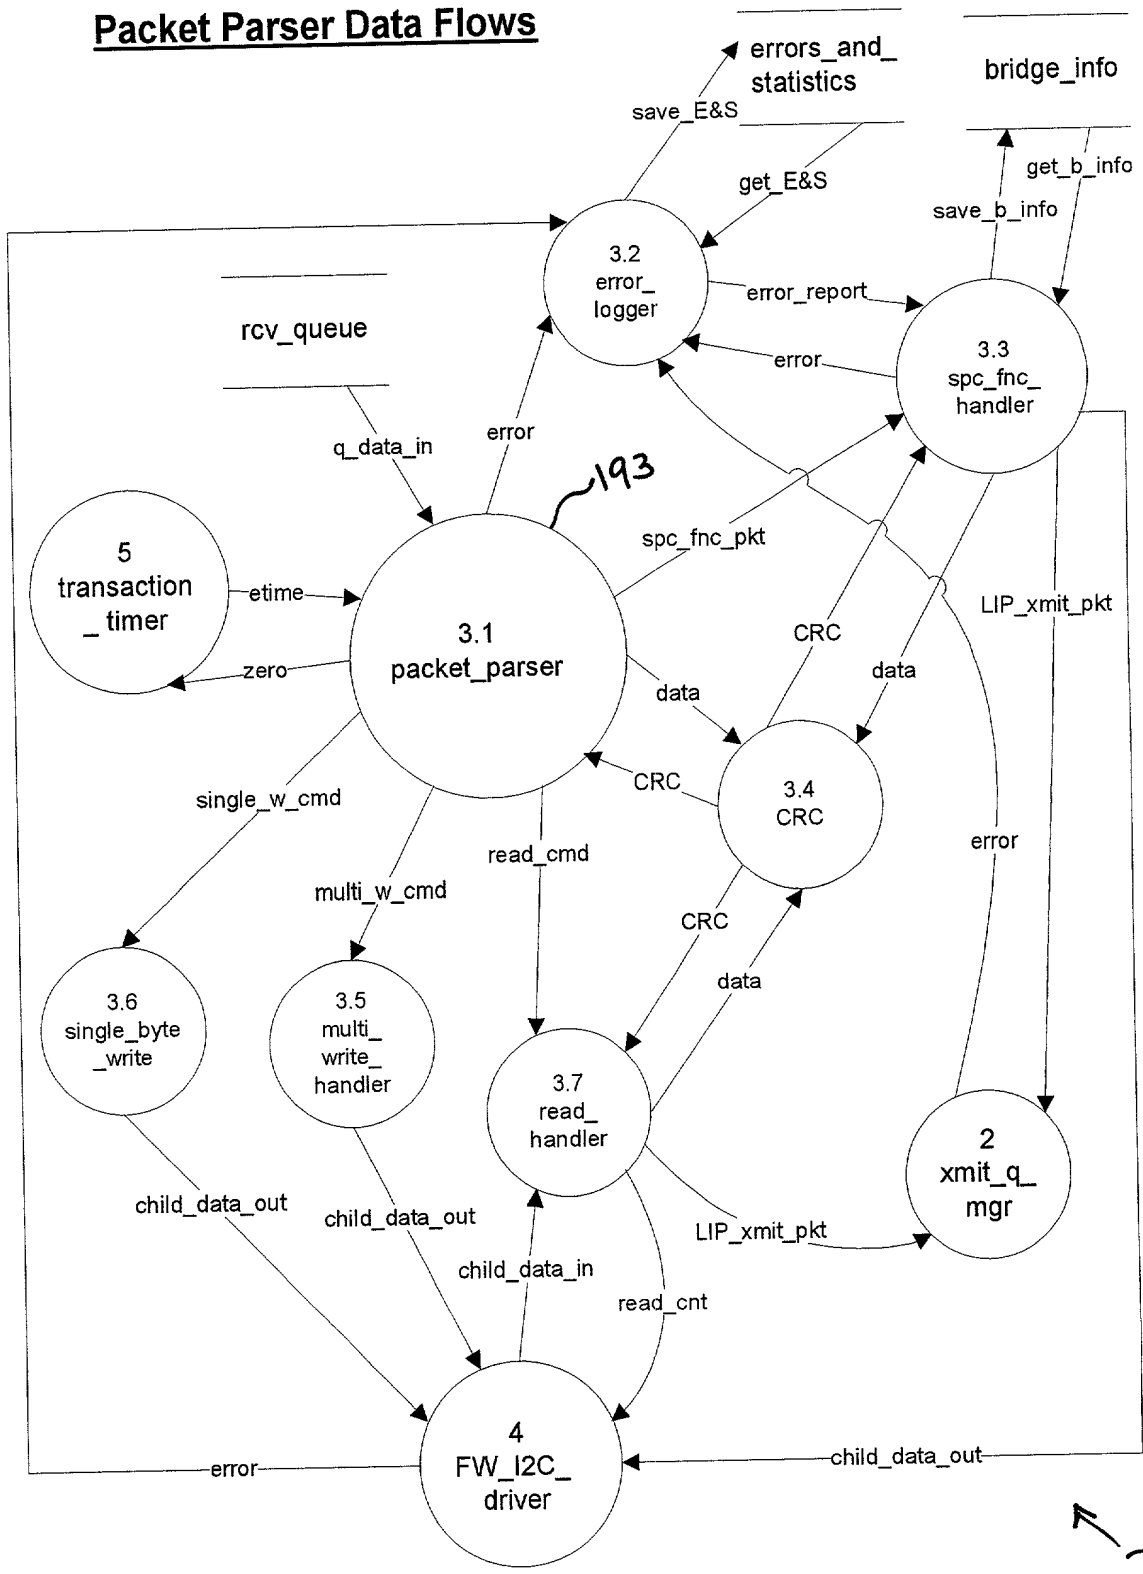 Packet Parser Data Flows
errors_and_
statistics
bridge_info
save_E&S
get_E&S
get_b_info
save_b_info
3.2
error_
logger
error_report
rcv_queue
3.3
spc_fnc_
handler
error
q_data_in
error
193
spc_fnc_pkt
5
transaction
_ timer
etime
zero
3.1
packet_parser
LIP_xmit_pkt
CRC
data
data
CRC
3.4
CRC
single_w_cmd
multi_w_cmd
read_cmd
error
CRC
data
3.6
single_byte
_write
3.5
multi_
write_
handler
3.7
read_
handler
2
xmit_q_
mgr
child_data_out
child_data_out
child_data_in
LIP_xmit_pkt
read_cnt
4
FW_I2C_
driver
error
child_data_out